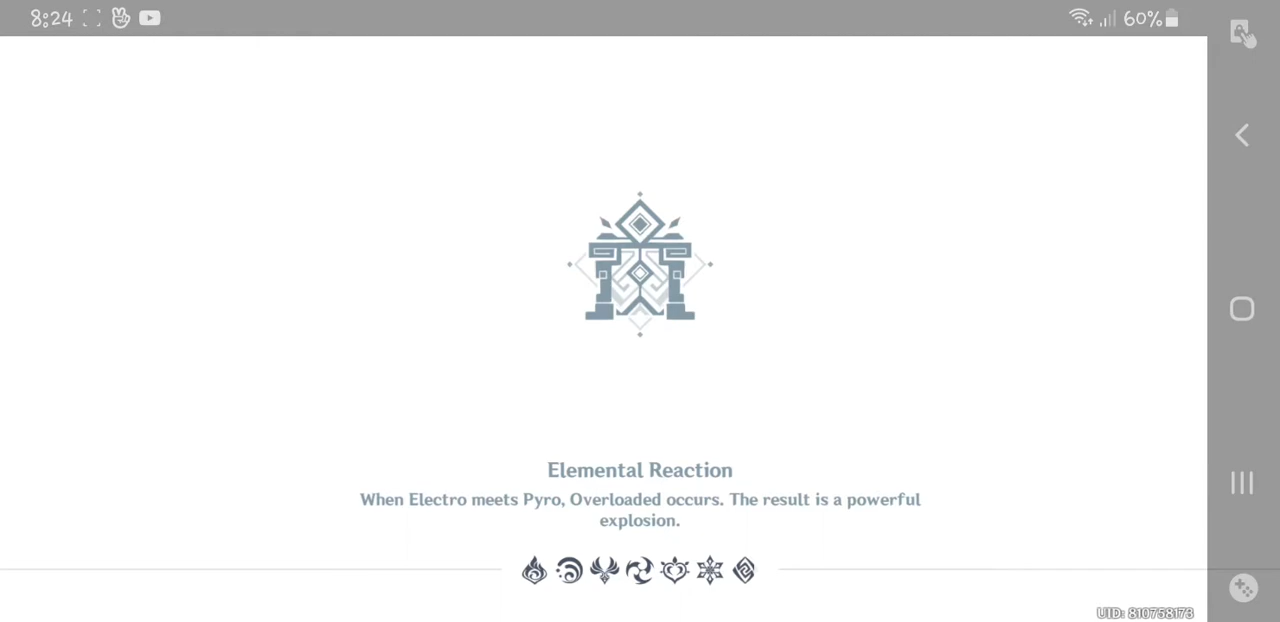 8:24
60%
Elemental Reaction
When Electro meets Pyro, Overloaded occurs. The result is a powerful
explosion.
UID: 810758173